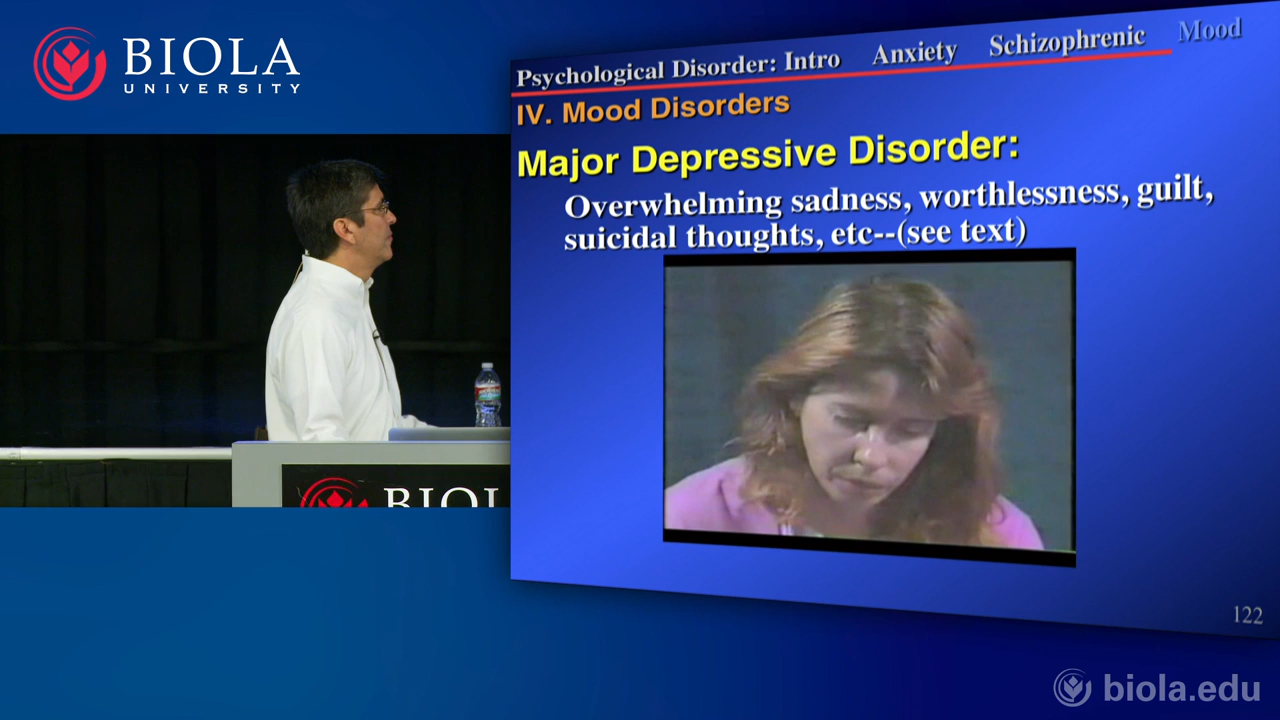 BIOLA
UNIVERSITY
Psychological Disorder: Intro Anxiety Schizophrenic Mood
IV. Mood Disorders
Major Depressive Disorder:
Overwhelming sadness, worthlessness, guilt,
suicidal thoughts, etc--(see text)
122
biola.edu